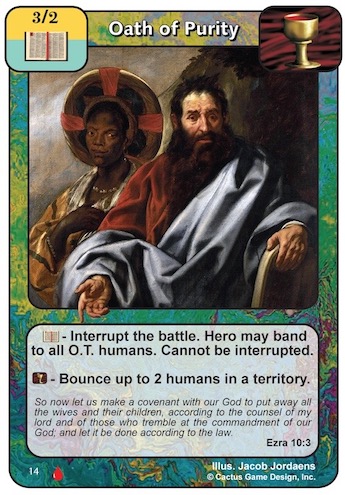 3/2
Oath of Purity
- Interrupt the battle. Hero may band
to all O.T. humans. Cannot be interrupted.
- Bounce up to 2 humans in a territory.
So now let us make a covenant with our God to put away all
the wives and their children, according to the counsel of my
lord and of those who tremble at the commandment of our
God; and let it be done according to the law.
Ezra 10:3
Illus. Jacob Jordaens
14
© Cactus Game Design, Inc.